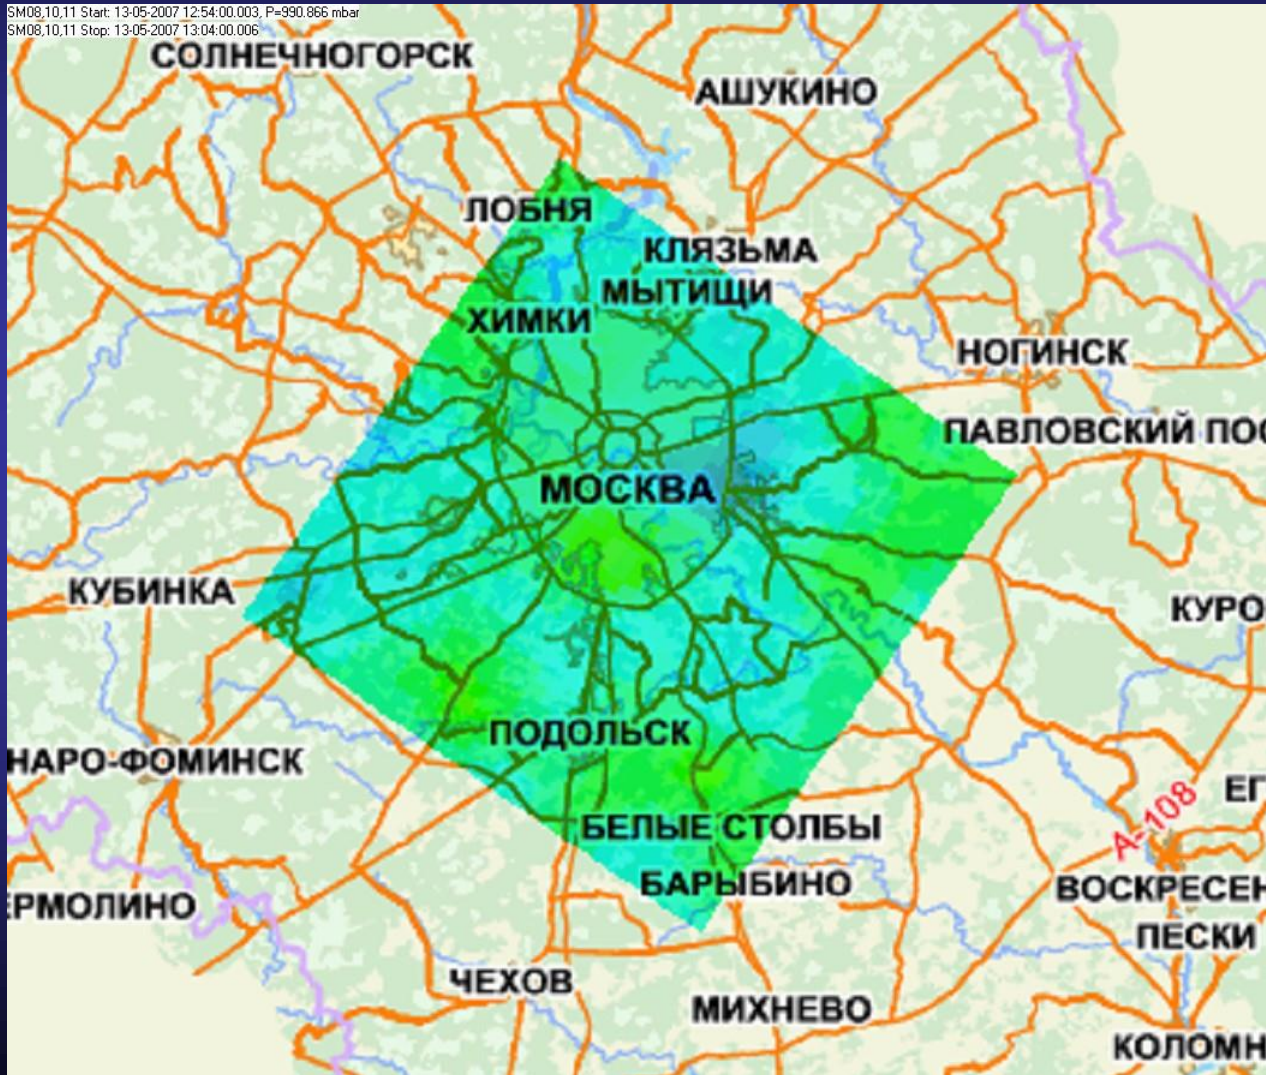 SM08,10,11 Start: 13-05-2007 12:54:00.003, P=990.866 mbar
SM08,10,11 Stop: 13-05-2007 13:04:00.006
СОЛНЕЧНОГОРСК
АШУКИНО
ЛОБНЯ
КЛЯЗЬМА
МЫТИЩИ
ХИМКИ
НОГИНСК
ПАВЛОВСКИЙ ПОС
МОСКВА
КУБИНКА
КУРО
ПОДОЛЬСК
НАРО-ФОМИНСК
ЕГ
А-108
БЕЛЫЕ СТОЛБЫ
БАРЫБИНО
ВОСКРЕСЕН
ЕРМОЛИНО
ПЕСКИ
ЧЕХОВ
МИХНЕВО
КОЛОМН